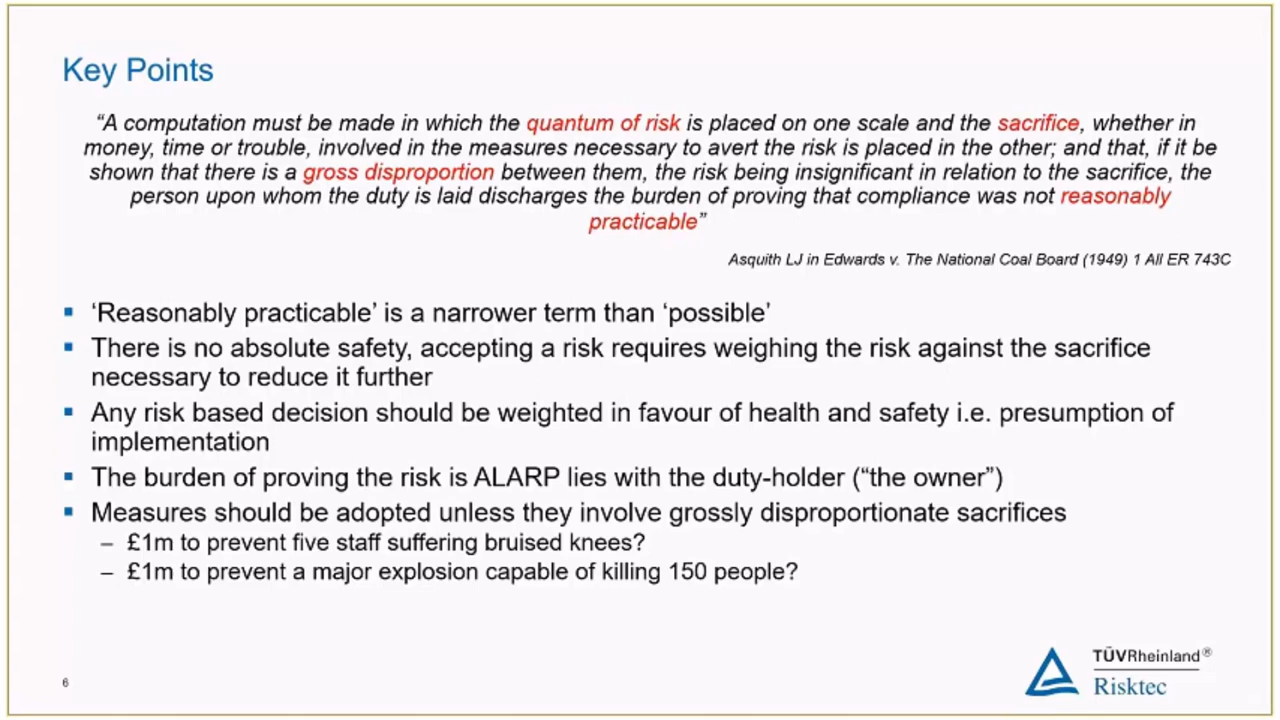 Key Points
“A computation must be made in which the quantum of risk is placed on one scale and the sacrifice, whether in
money, time or trouble, involved in the measures necessary to avert the risk is placed in the other; and that, if it be
shown that there is a gross disproportion between them, the risk being insignificant in relation to the sacrifice, the
person upon whom the duty is laid discharges the burden of proving that compliance was not reasonably
practicable”
Asquith LJ in Edwards v. The National Coal Board (1949) 1 All ER 743C
▪ ‘Reasonably practicable’ is a narrower term than ‘possible’
▪ There is no absolute safety, accepting a risk requires weighing the risk against the sacrifice
necessary to reduce it further
▪ Any risk based decision should be weighted in favour of health and safety i.e. presumption of
implementation
▪ The burden of proving the risk is ALARP lies with the duty-holder (“the owner”)
▪ Measures should be adopted unless they involve grossly disproportionate sacrifices
– £1m to prevent five staff suffering bruised knees?
– £1m to prevent a major explosion capable of killing 150 people?
6
TÜVRheinland®
Risktec